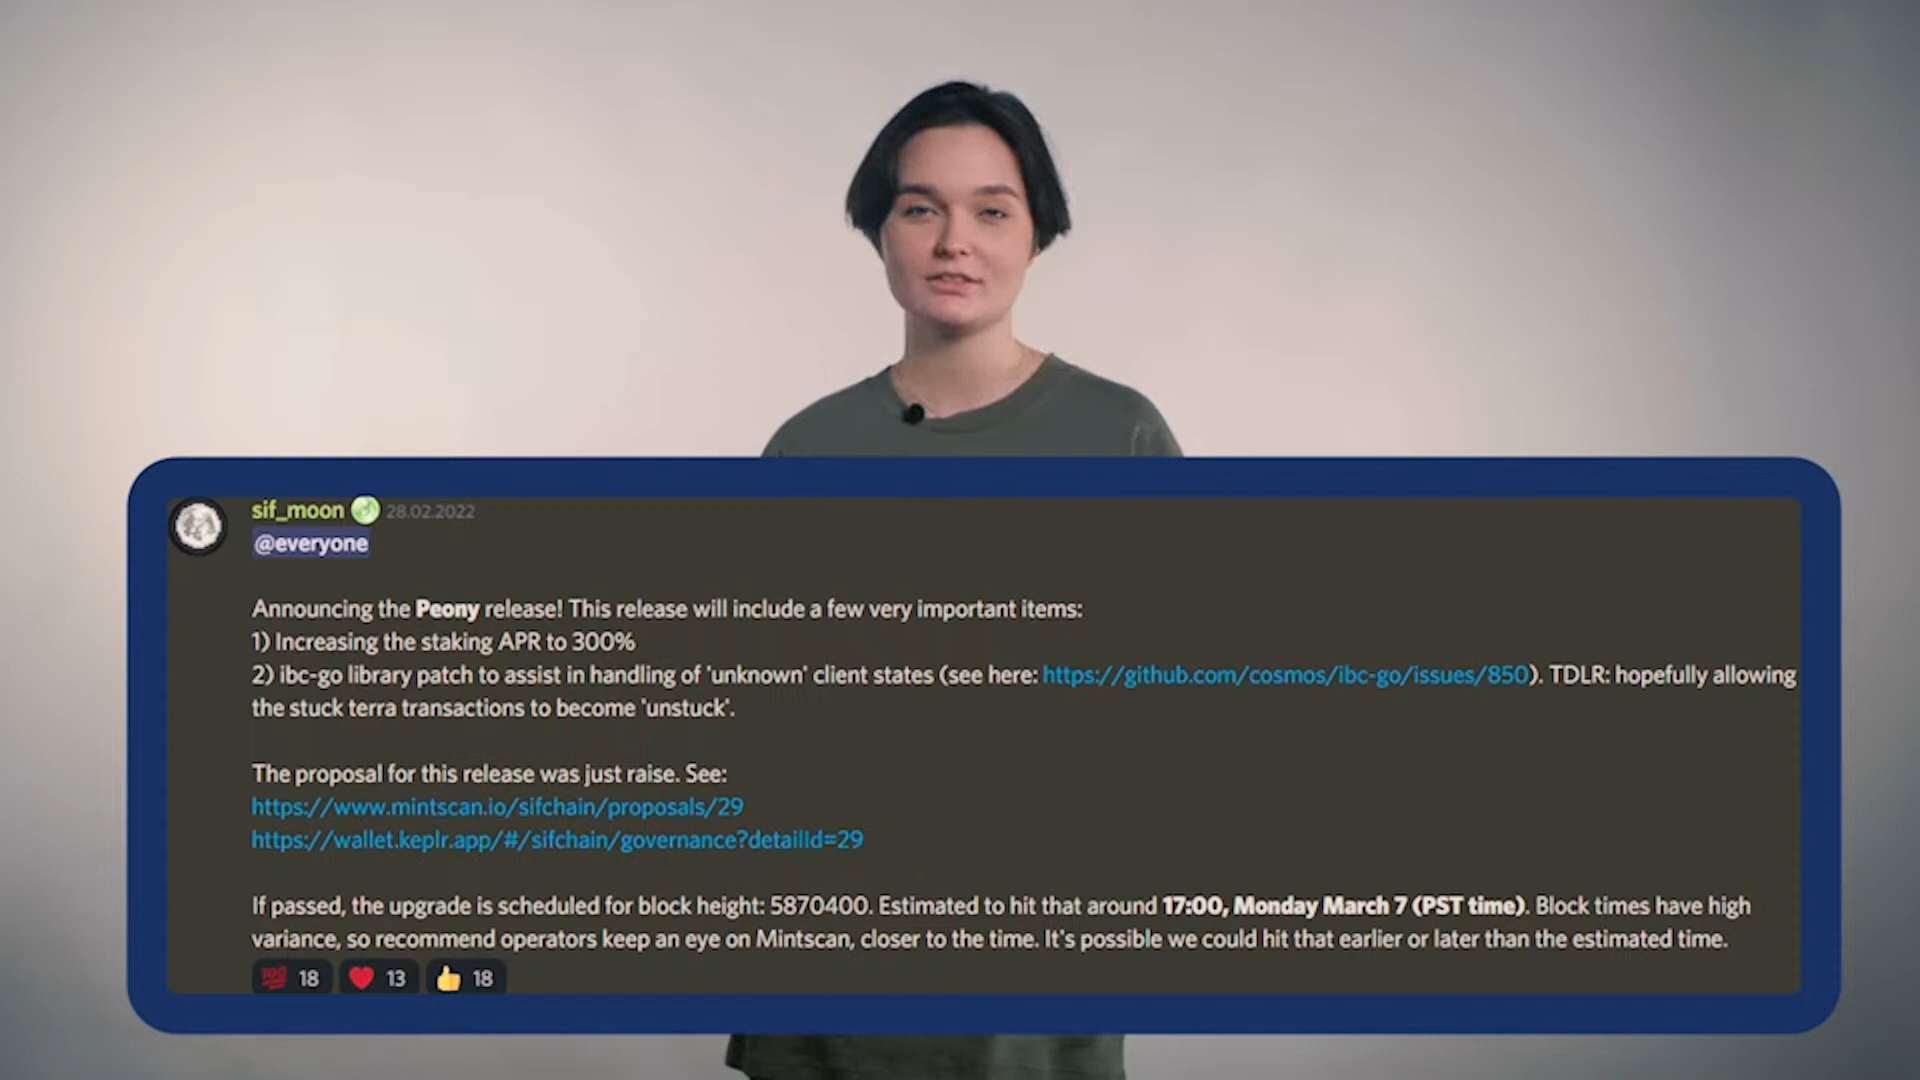 sif_moon 28.02.2022
@everyone
Announcing the Peony release! This release will include a few very important items:
1) Increasing the staking APR to 300%
2) ibc-go library patch to assist in handling of 'unknown' client states (see here: https://github.com/cosmos/ibc-go/issues/850). TDLR: hopefully allowing
the stuck terra transactions to become 'unstuck'.
The proposal for this release was just raise. See:
https://www.mintscan.io/sifchain/proposals/29
https://wallet.keplr.app/#/sifchain/governance?detailId=29
If passed, the upgrade is scheduled for block height: 5870400. Estimated to hit that around 17:00, Monday March 7 (PST time). Block times have high
variance, so recommend operators keep an eye on Mintscan, closer to the time. It's possible we could hit that earlier or later than the estimated time.
💯 18 ❤️ 13 👍 18